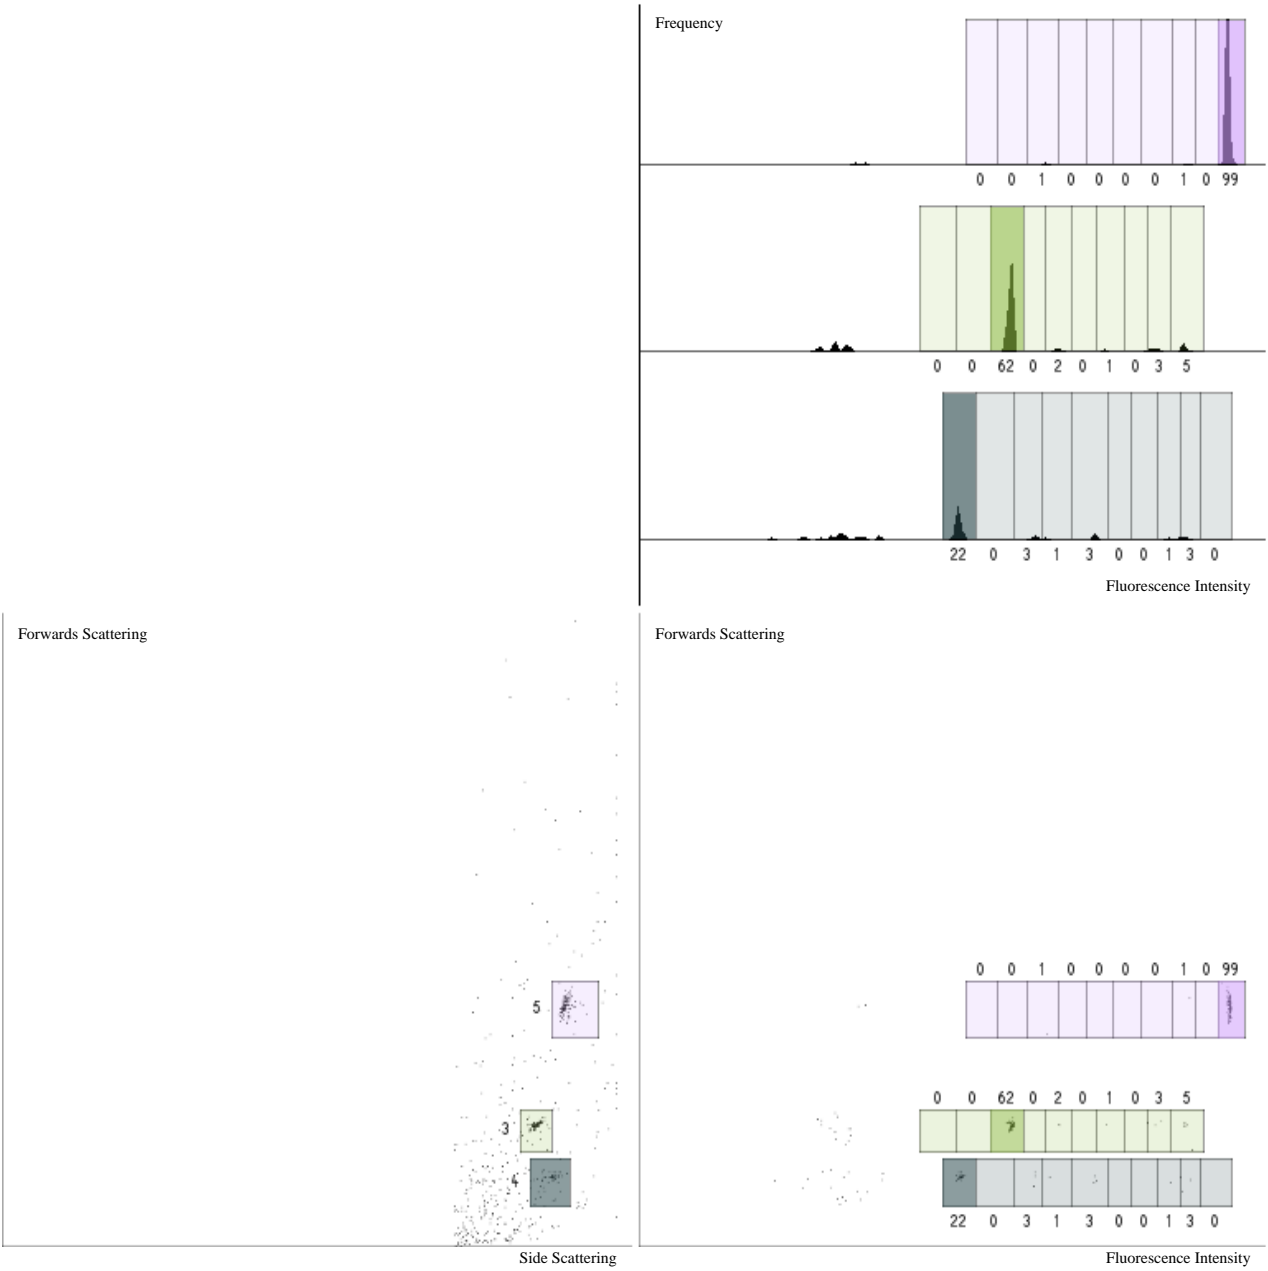 Frequency
0 0 1 0 0 0 0 1 0 99
0 0 62 0 2 0 1 0 3 5
22 0 3 1 3 0 0 1 3 0
Fluorescence Intensity
Forwards Scattering
5
3
4
Side Scattering
Forwards Scattering
0 0 1 0 0 0 0 1 0 99
0 0 62 0 2 0 1 0 3 5
22 0 3 1 3 0 0 1 3 0
Fluorescence Intensity